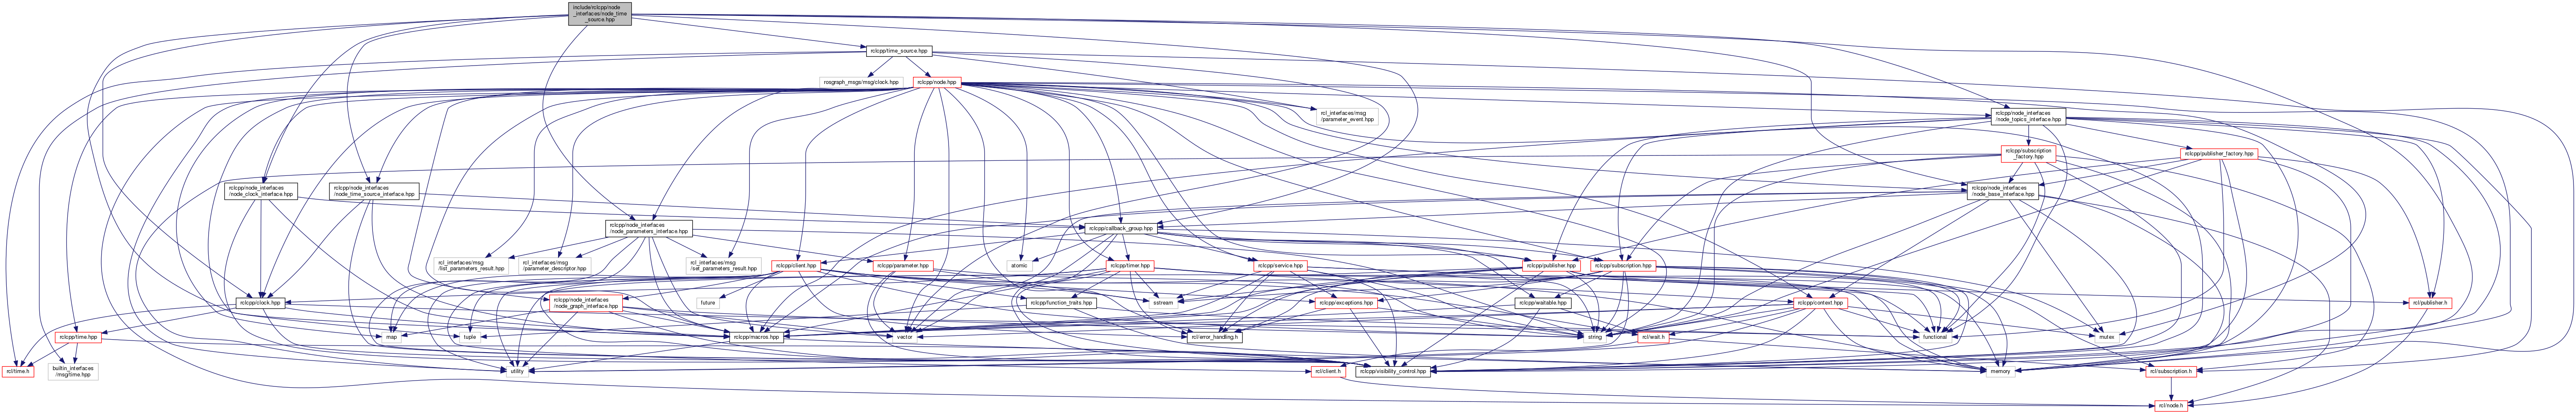 include/rclcpp/node
_interfaces/node_time
_source.hpp
rclcpp/time_source.hpp
rosgraph_msgs/msg/clock.hpp
rclcpp/node.hpp
rcl_interfaces/msg
/parameter_event.hpp
rclcpp/node_interfaces
/node_topics_interface.hpp
rclcpp/subscription
_factory.hpp
rclcpp/publisher_factory.hpp
rclcpp/node_interfaces
/node_clock_interface.hpp
rclcpp/node_interfaces
/node_time_source_interface.hpp
rclcpp/node_interfaces
/node_base_interface.hpp
rclcpp/node_interfaces
/node_parameters_interface.hpp
rclcpp/callback_group.hpp
rcl_interfaces/msg
/list_parameters_result.hpp
rcl_interfaces/msg
/parameter_descriptor.hpp
rcl_interfaces/msg
/set_parameters_result.hpp
rclcpp/client.hpp
rclcpp/parameter.hpp
atomic
rclcpp/timer.hpp
rclcpp/service.hpp
rclcpp/publisher.hpp
rclcpp/subscription.hpp
rclcpp/clock.hpp
rclcpp/node_interfaces
/node_graph_interface.hpp
future
rclcpp/function_traits.hpp
sstream
rclcpp/exceptions.hpp
rclcpp/waitable.hpp
rclcpp/context.hpp
rcl/publisher.h
rclcpp/time.hpp
map
tuple
rclcpp/macros.hpp
vector
rcl/error_handling.h
string
rcl/wait.h
functional
mutex
rcl/time.h
builtin_interfaces
/msg/time.hpp
utility
rcl/client.h
rclcpp/visibility_control.hpp
memory
rcl/subscription.h
rcl/node.h